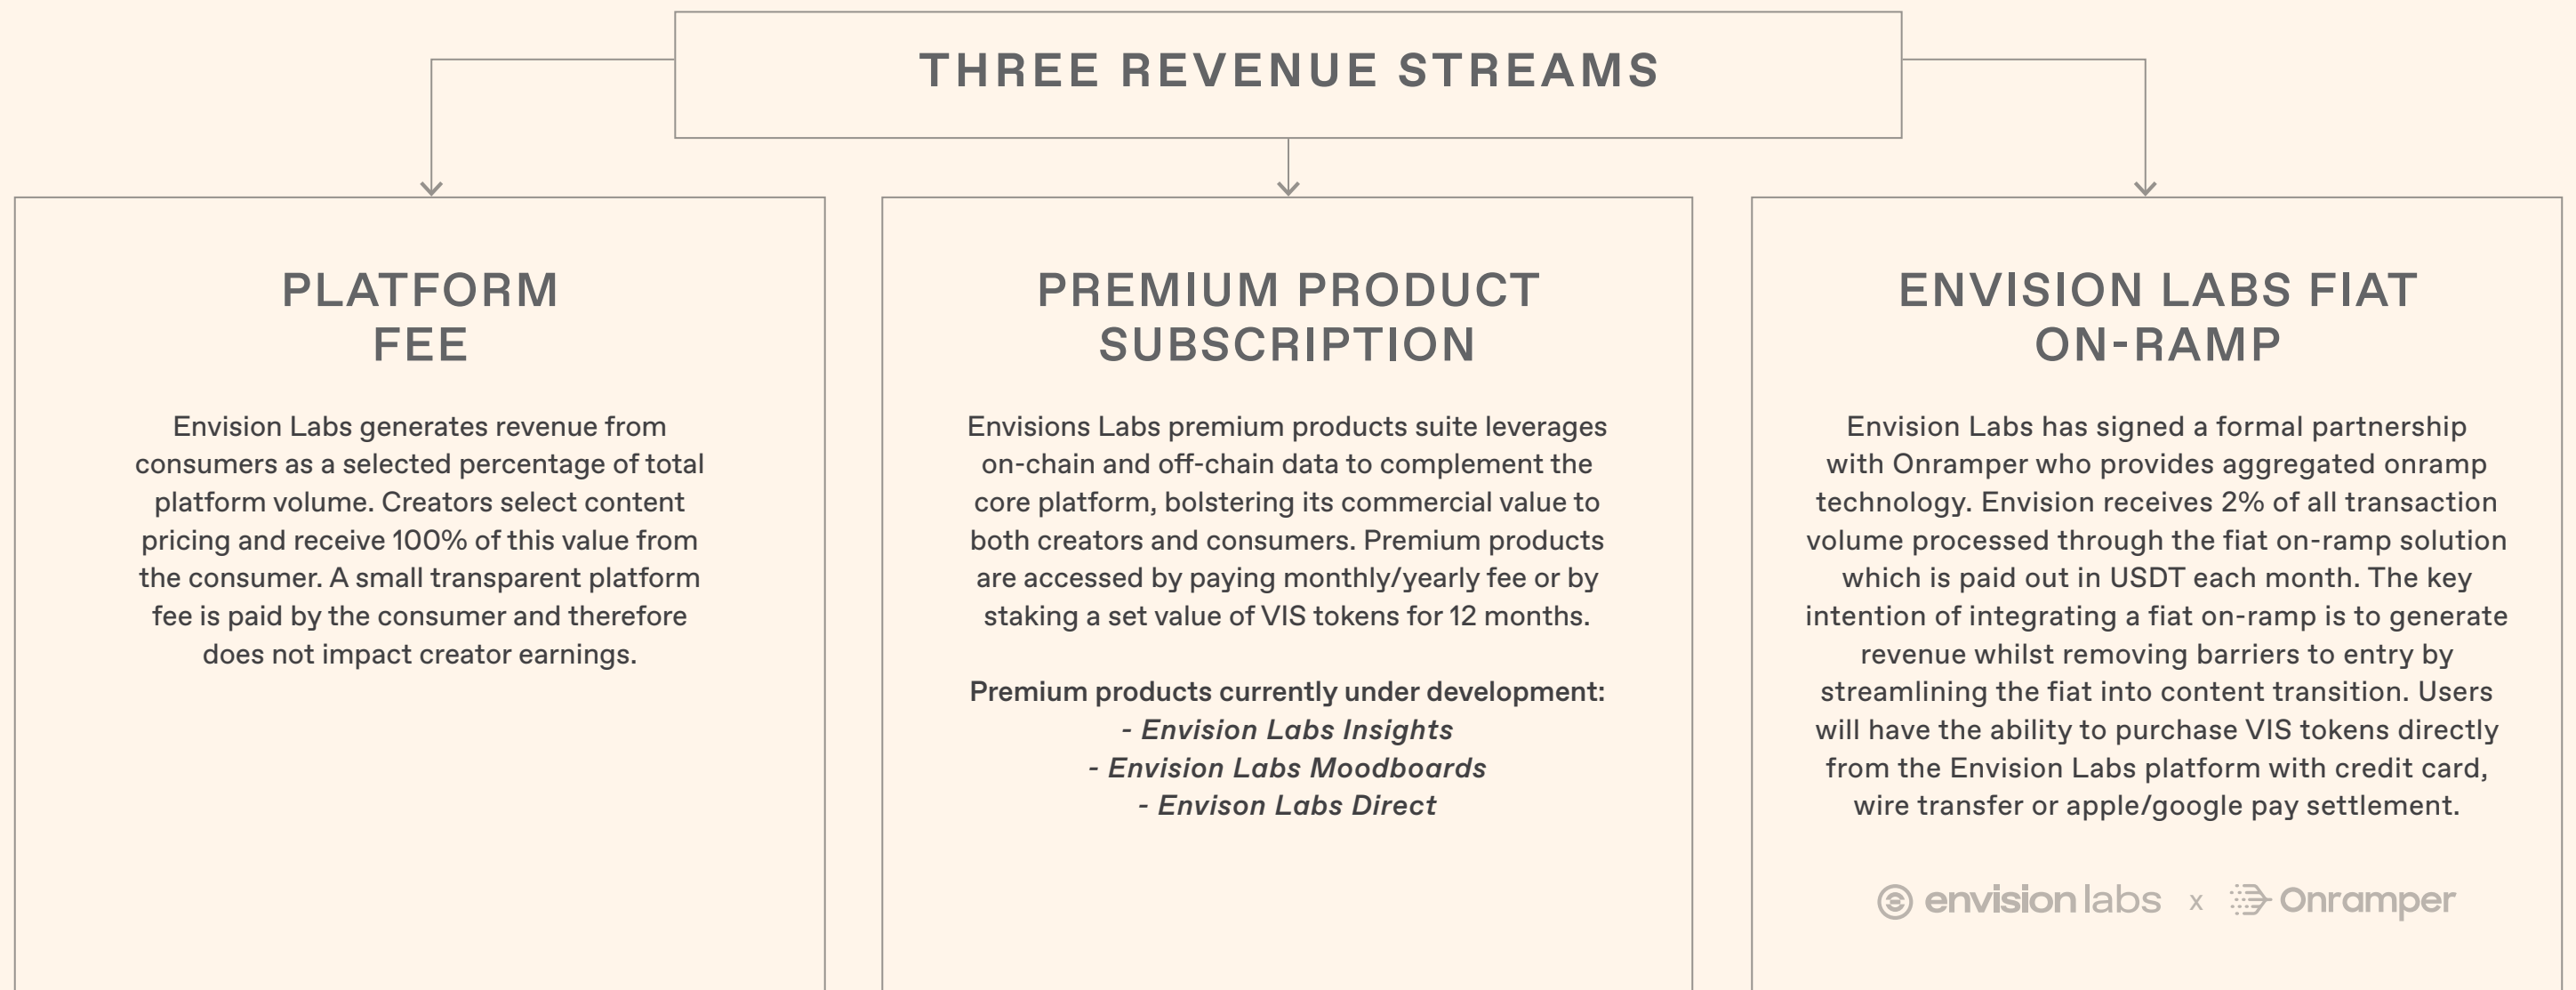 THREE REVENUE STREAMS
PLATFORM
FEE
Envision Labs generates revenue from
consumers as a selected percentage of total
platform volume. Creators select content
pricing and receive 100% of this value from
the consumer. A small transparent platform
fee is paid by the consumer and therefore
does not impact creator earnings.
PREMIUM PRODUCT
SUBSCRIPTION
Envisions Labs premium products suite leverages
on-chain and off-chain data to complement the
core platform, bolstering its commercial value to
both creators and consumers. Premium products
are accessed by paying monthly/yearly fee or by
staking a set value of VIS tokens for 12 months.
Premium products currently under development:
- Envision Labs Insights
- Envision Labs Moodboards
- Envison Labs Direct
ENVISION LABS FIAT
ON-RAMP
Envision Labs has signed a formal partnership
with Onramper who provides aggregated onramp
technology. Envision receives 2% of all transaction
volume processed through the fiat on-ramp solution
which is paid out in USDT each month. The key
intention of integrating a fiat on-ramp is to generate
revenue whilst removing barriers to entry by
streamlining the fiat into content transition. Users
will have the ability to purchase VIS tokens directly
from the Envision Labs platform with credit card,
wire transfer or apple/google pay settlement.
envision labs x Onramper